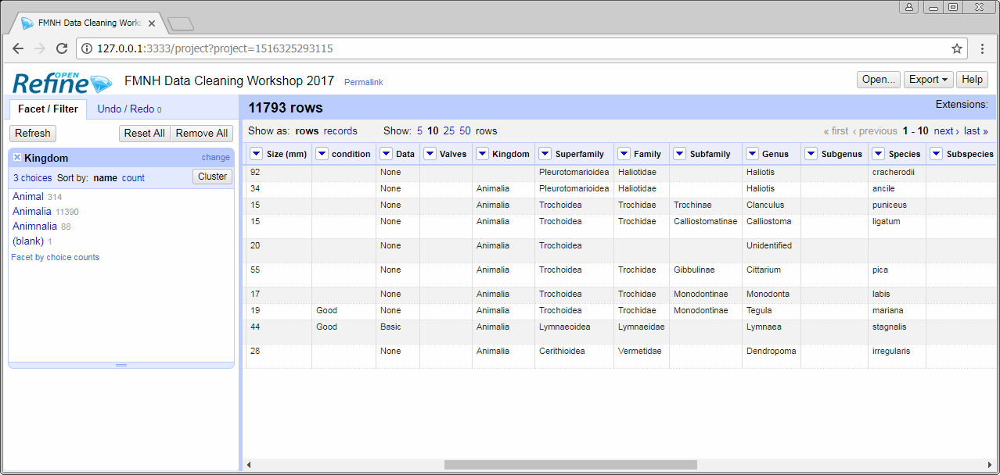 FMNH Data Cleaning Work
127.0.0.1:3333/project?project=1516325293115
OPEN Refine FMNH Data Cleaning Workshop 2017 Permalink Open... Export Help
Facet / Filter Undo / Redo 0 11793 rows Extensions:
Refresh Reset All Remove All Show as: rows records Show: 5 10 25 50 rows « first ‹ previous 1 - 10 next › last »
Kingdom change
3 choices Sort by: name count Cluster
Animal 314
Animalia 11390
Animnalia 88
(blank) 1
Facet by choice counts
Size (mm) condition Data Valves Kingdom Superfamily Family Subfamily Genus Subgenus Species Subspecies
92 None Pleurotomarioidea Haliotidae Haliotis cracherodii
34 None Animalia Pleurotomarioidea Haliotidae Haliotis ancile
15 None Animalia Trochoidea Trochidae Trochinae Clanculus puniceus
15 None Animalia Trochoidea Trochidae Calliostomatinae Calliostoma ligatum
20 None Animalia Trochoidea Unidentified
55 None Animalia Trochoidea Trochidae Gibbulinae Cittarium pica
17 None Animalia Trochoidea Trochidae Monodontinae Monodonta labis
19 Good None Animalia Trochoidea Trochidae Monodontinae Tegula mariana
44 Good Basic Animalia Lymnaeoidea Lymnaeidae Lymnaea stagnalis
28 None Animalia Cerithioidea Vermetidae Dendropoma irregularis